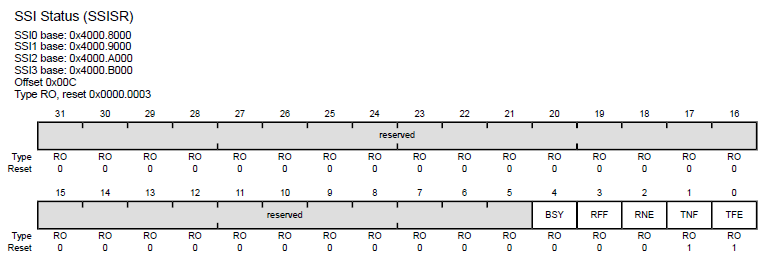 SSI Status (SSISR)
SSI0 base: 0x4000.8000
SSI1 base: 0x4000.9000
SSI2 base: 0x4000.A000
SSI3 base: 0x4000.B000
Offset 0x00C
Type RO, reset 0x0000.0003
31 30 29 28 27 26 25 24 23 22 21 20 19 18 17 16
reserved
Type RO RO RO RO RO RO RO RO RO RO RO RO RO RO RO RO
Reset 0 0 0 0 0 0 0 0 0 0 0 0 0 0 0 0
15 14 13 12 11 10 9 8 7 6 5 4 3 2 1 0
reserved BSY RFF RNE TNF TFE
Type RO RO RO RO RO RO RO RO RO RO RO RO RO RO RO RO
Reset 0 0 0 0 0 0 0 0 0 0 0 0 0 0 1 1